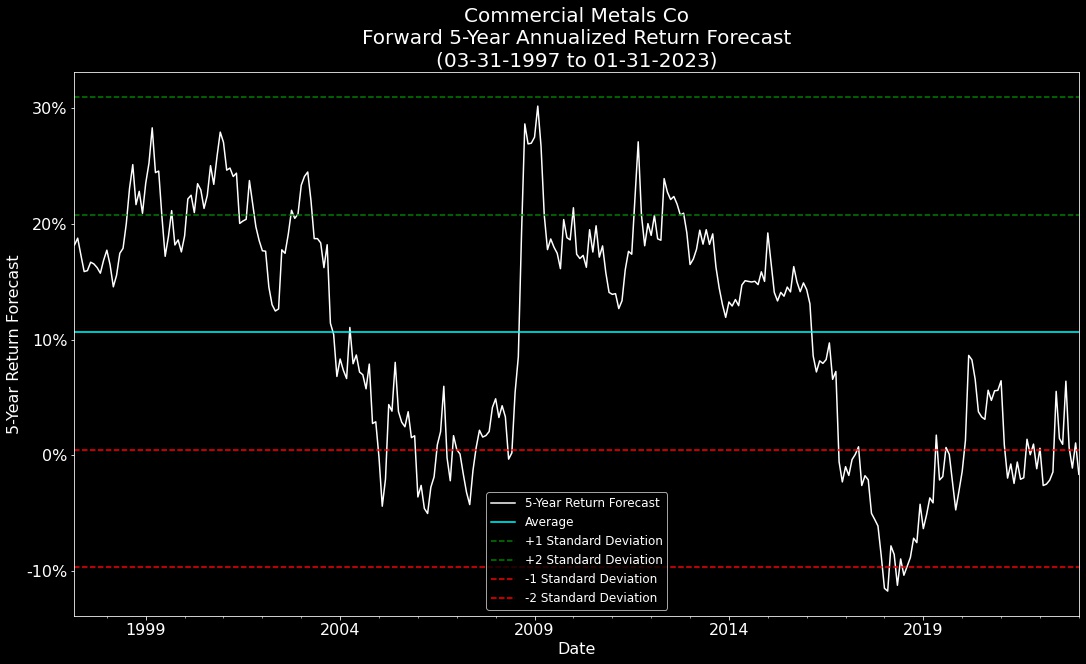 Commercial Metals Co
Forward 5-Year Annualized Return Forecast
(03-31-1997 to 01-31-2023)
5-Year Return Forecast
30%
20%
10%
0%
-10%
5-Year Return Forecast
Average
+1 Standard Deviation
+2 Standard Deviation
-1 Standard Deviation
-2 Standard Deviation
1999 2004 2009 2014 2019
Date